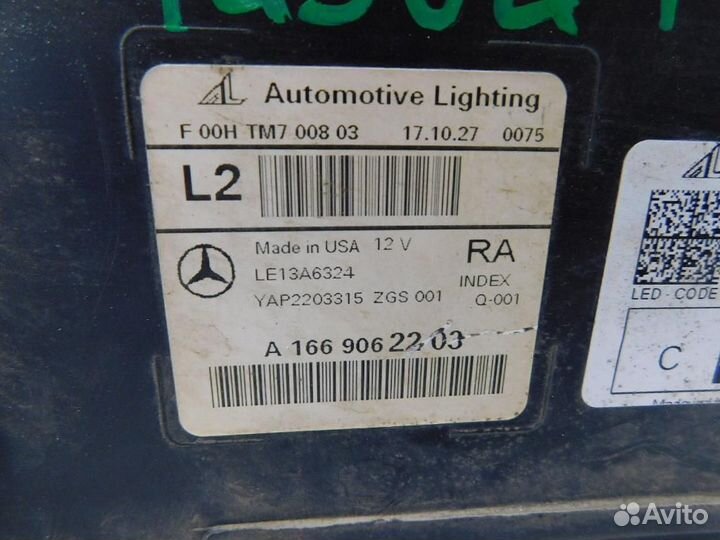 Automotive Lighting
F 00H TM7 008 03 17.10.27 0075
L2
Made in USA 12 V RA
LE13A6324 INDEX
YAP2203315 ZGS 001 Q-001
A 166 906 22 03
LED - CODE
C
Avito